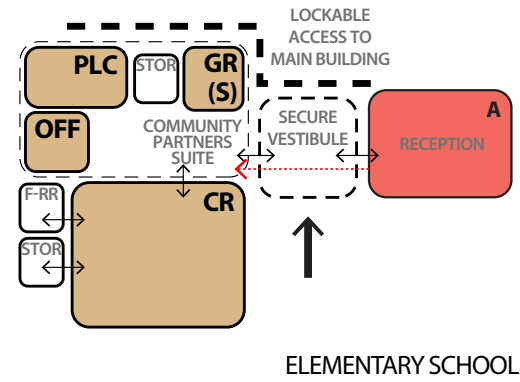 LOCKABLE
ACCESS TO
MAIN BUILDING
PLC
STOR
GR
(S)
OFF
COMMUNITY
PARTNERS
SUITE
SECURE
VESTIBULE
A
RECEPTION
F-RR
STOR
CR
ELEMENTARY SCHOOL